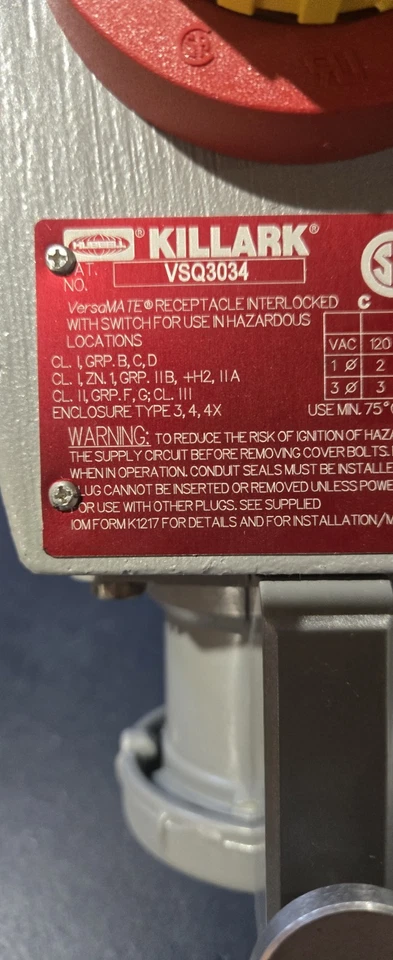 HUBBELL® KILLARK®
CAT. NO. VSQ3034
VersaMATE® RECEPTACLE INTERLOCKED
WITH SWITCH FOR USE IN HAZARDOUS
LOCATIONS
CL. I, GRP. B, C, D
CL. I, ZN. 1, GRP. IIB, +H2, IIA
CL. II, GRP. F, G; CL. III
ENCLOSURE TYPE 3, 4, 4X
C
VAC 120
1 Ø 2
3 Ø 3
USE MIN. 75°
WARNING: TO REDUCE THE RISK OF IGNITION OF HAZA
THE SUPPLY CIRCUIT BEFORE REMOVING COVER BOLTS.
WHEN IN OPERATION. CONDUIT SEALS MUST BE INSTALLE
LUG CANNOT BE INSERTED OR REMOVED UNLESS POWE
OR USE WITH OTHER PLUGS. SEE SUPPLIED
IOM FORM K1217 FOR DETAILS AND FOR INSTALLATION/M